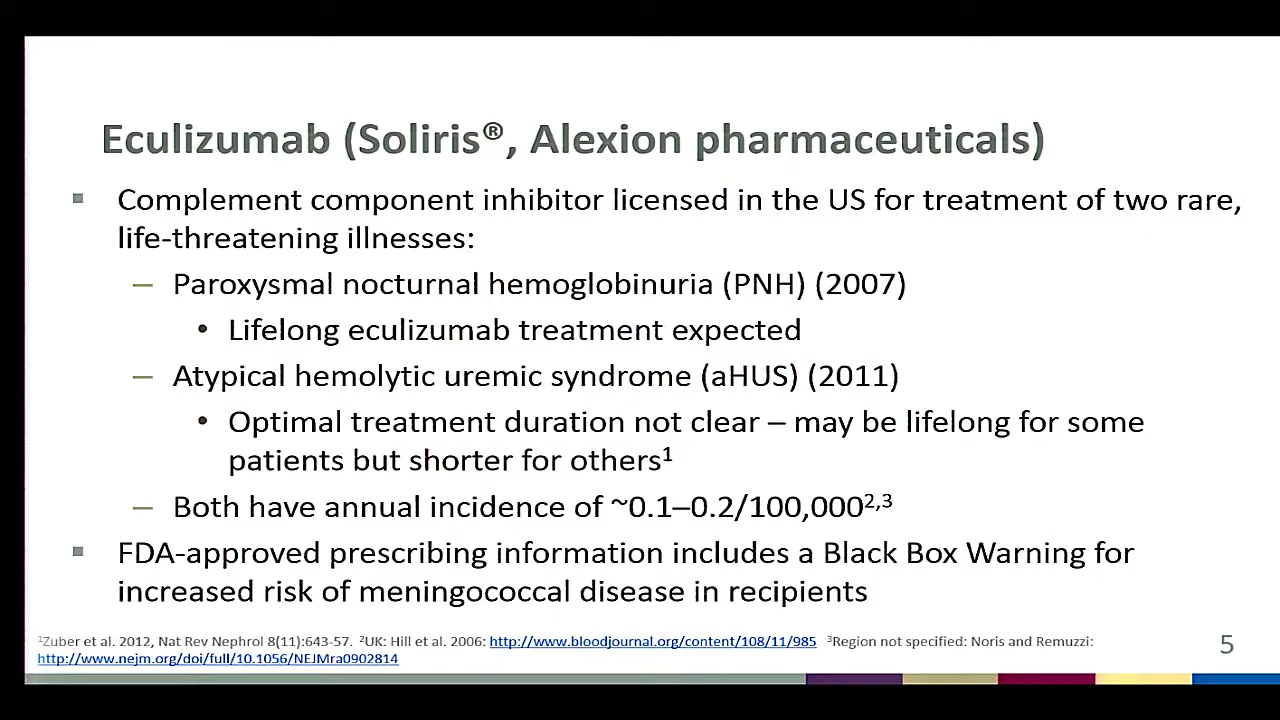 Eculizumab (Soliris®, Alexion pharmaceuticals)
▪ Complement component inhibitor licensed in the US for treatment of two rare,
life-threatening illnesses:
– Paroxysmal nocturnal hemoglobinuria (PNH) (2007)
• Lifelong eculizumab treatment expected
– Atypical hemolytic uremic syndrome (aHUS) (2011)
• Optimal treatment duration not clear – may be lifelong for some
patients but shorter for others¹
– Both have annual incidence of ~0.1–0.2/100,000²,³
▪ FDA-approved prescribing information includes a Black Box Warning for
increased risk of meningococcal disease in recipients
¹Zuber et al. 2012, Nat Rev Nephrol 8(11):643-57. ²UK: Hill et al. 2006: http://www.bloodjournal.org/content/108/11/985 ³Region not specified: Noris and Remuzzi:
http://www.nejm.org/doi/full/10.1056/NEJMra0902814
5